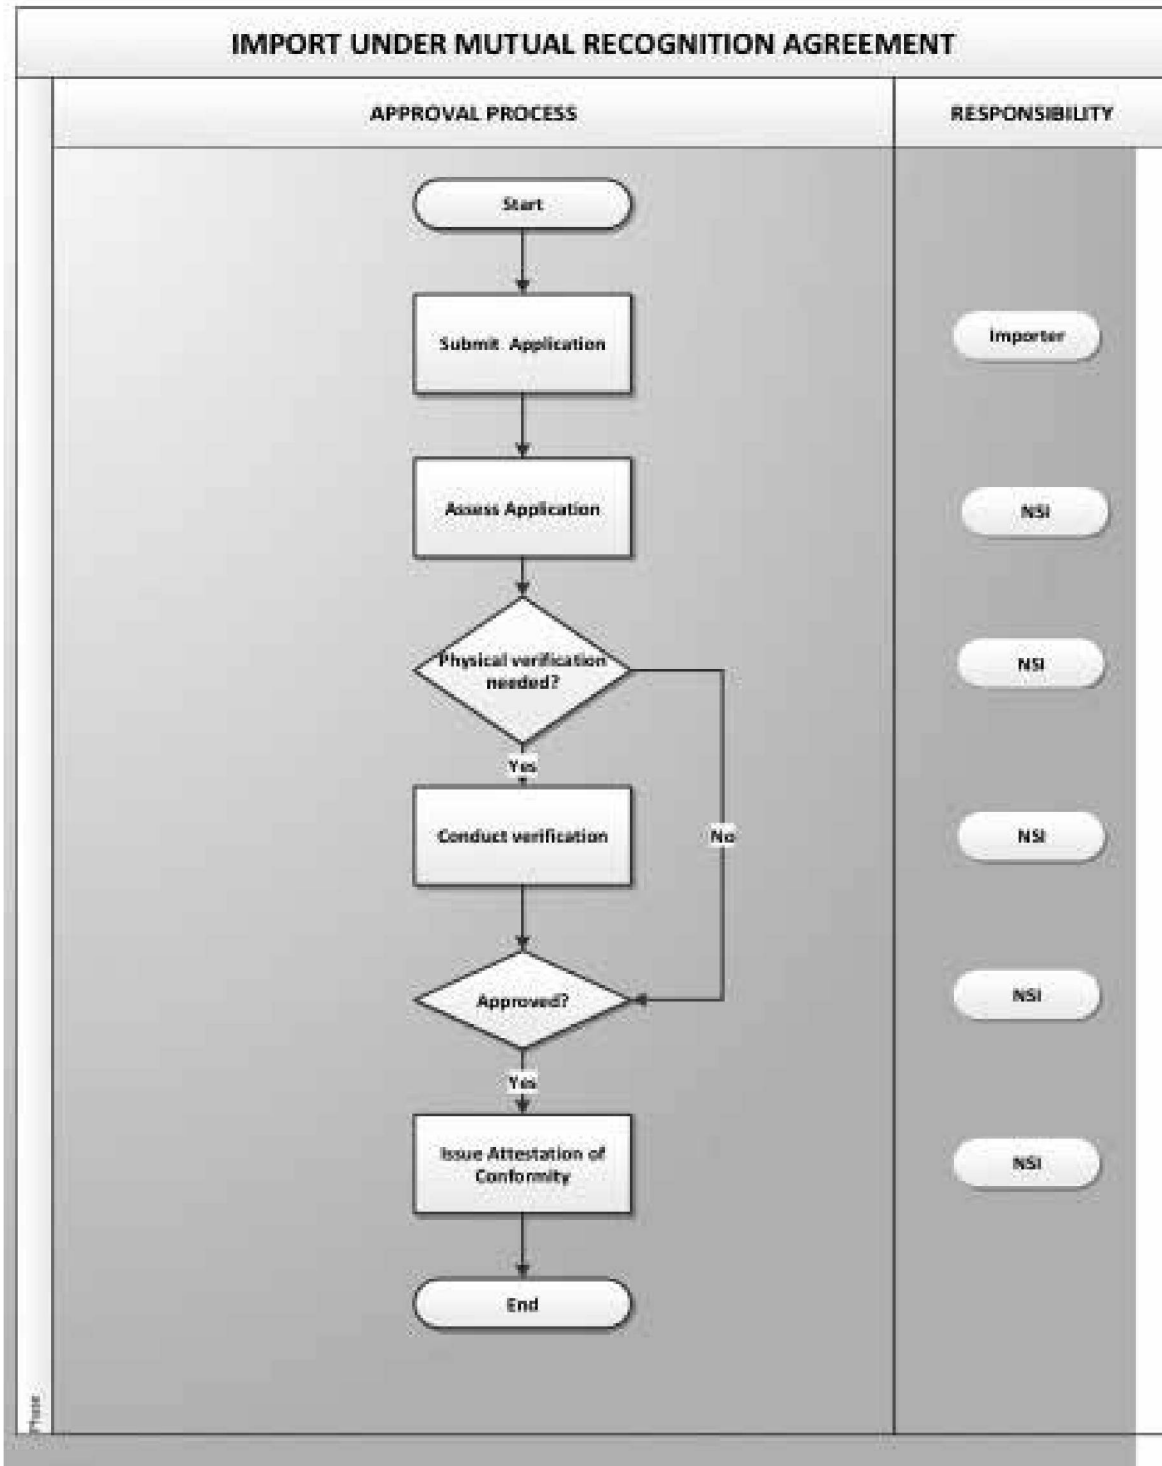 IMPORT UNDER MUTUAL RECOGNITION AGREEMENT
APPROVAL PROCESS
RESPONSIBILITY
Start
Submit Application
Importer
Assess Application
NSI
Physical verification
needed?
NSI
Yes
Conduct verification
No
NSI
Approved?
NSI
Yes
Issue Attestation of
Conformity
NSI
End
Phase